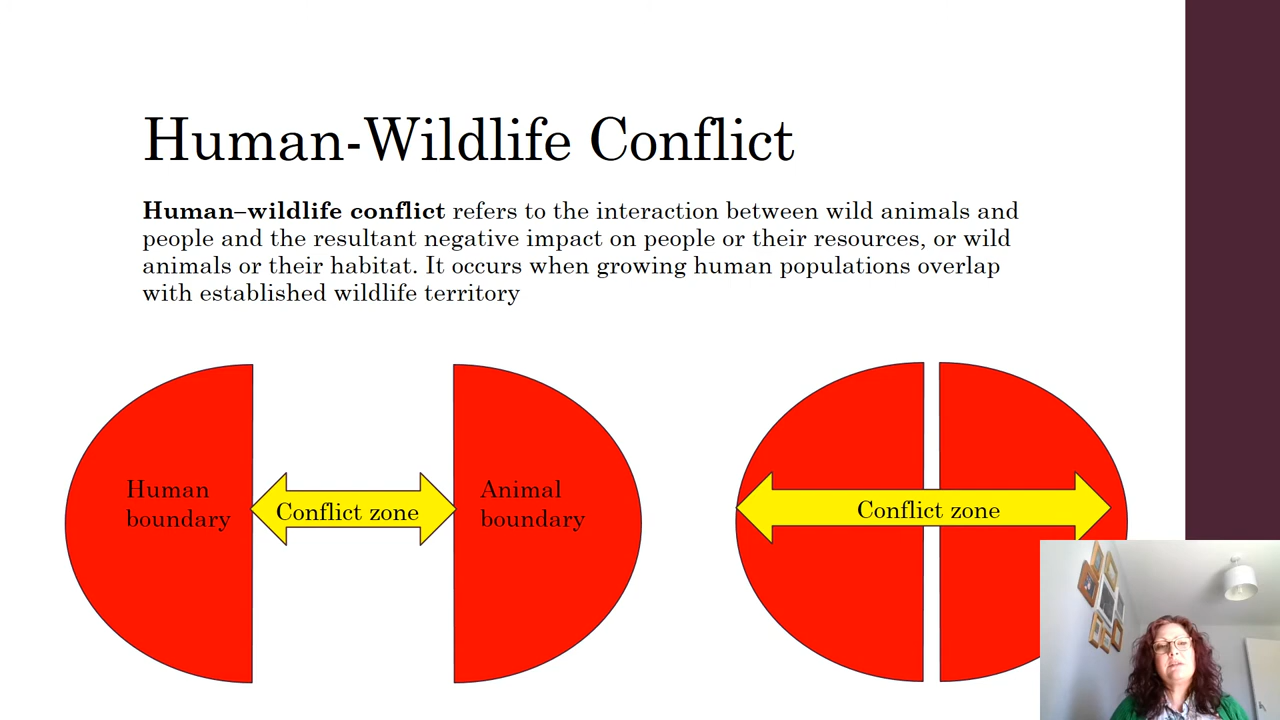 Human-Wildlife Conflict
Human–wildlife conflict refers to the interaction between wild animals and
people and the resultant negative impact on people or their resources, or wild
animals or their habitat. It occurs when growing human populations overlap
with established wildlife territory
Human
boundary
Conflict zone
Animal
boundary
Conflict zone